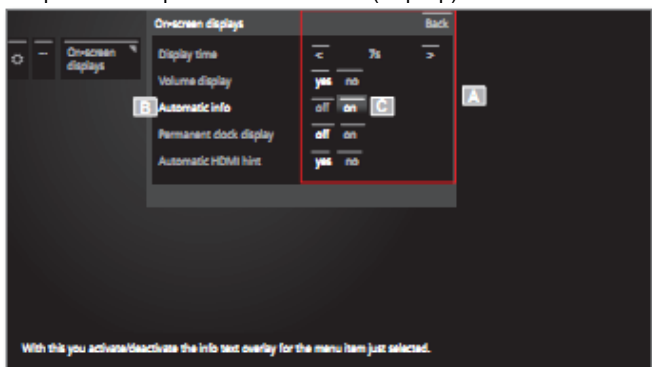 On-screen displays Back
On-screen displays
Display time < 7s >
Volume display yes no
B Automatic info off on C
A
Permanent clock display off on
Automatic HDMI hint yes no
With this you activate/deactivate the info text overlay for the menu item just selected.